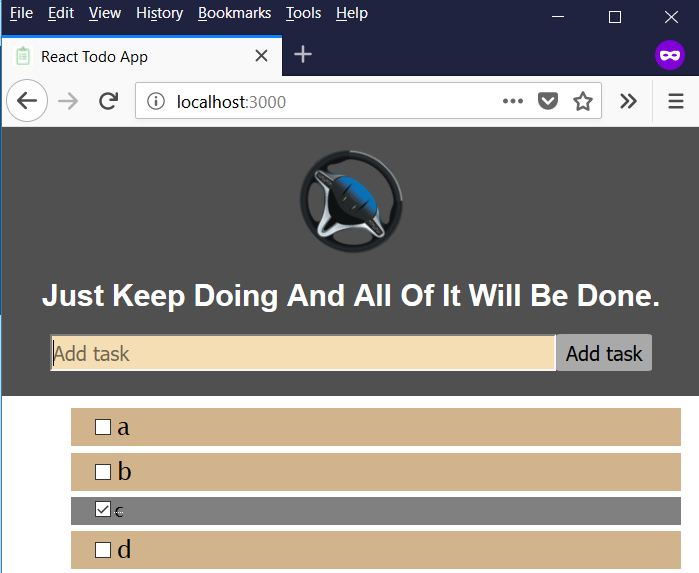 File Edit View History Bookmarks Tools Help
React Todo App
localhost:3000
Just Keep Doing And All Of It Will Be Done.
Add task Add task
a
b
c
d